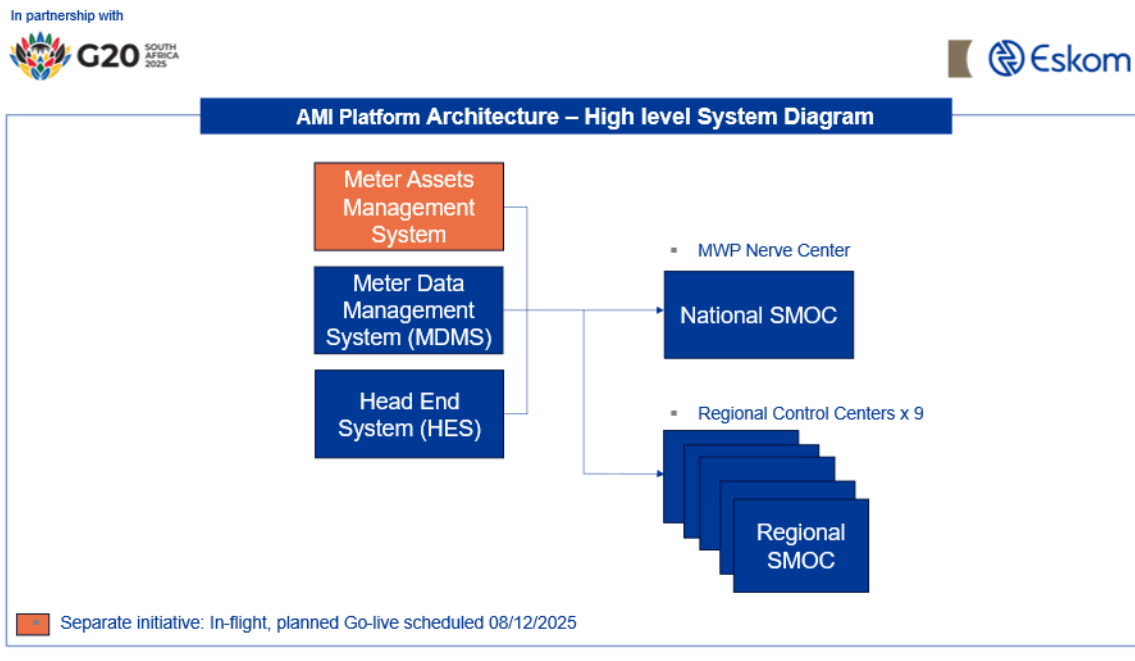 In partnership with
G20 SOUTH
AFRICA
2025
Eskom
AMI Platform Architecture – High level System Diagram
Meter Assets
Management
System
Meter Data
Management
System (MDMS)
Head End
System (HES)
▪ MWP Nerve Center
National SMOC
▪ Regional Control Centers x 9
Regional
SMOC
Separate initiative: In-flight, planned Go-live scheduled 08/12/2025